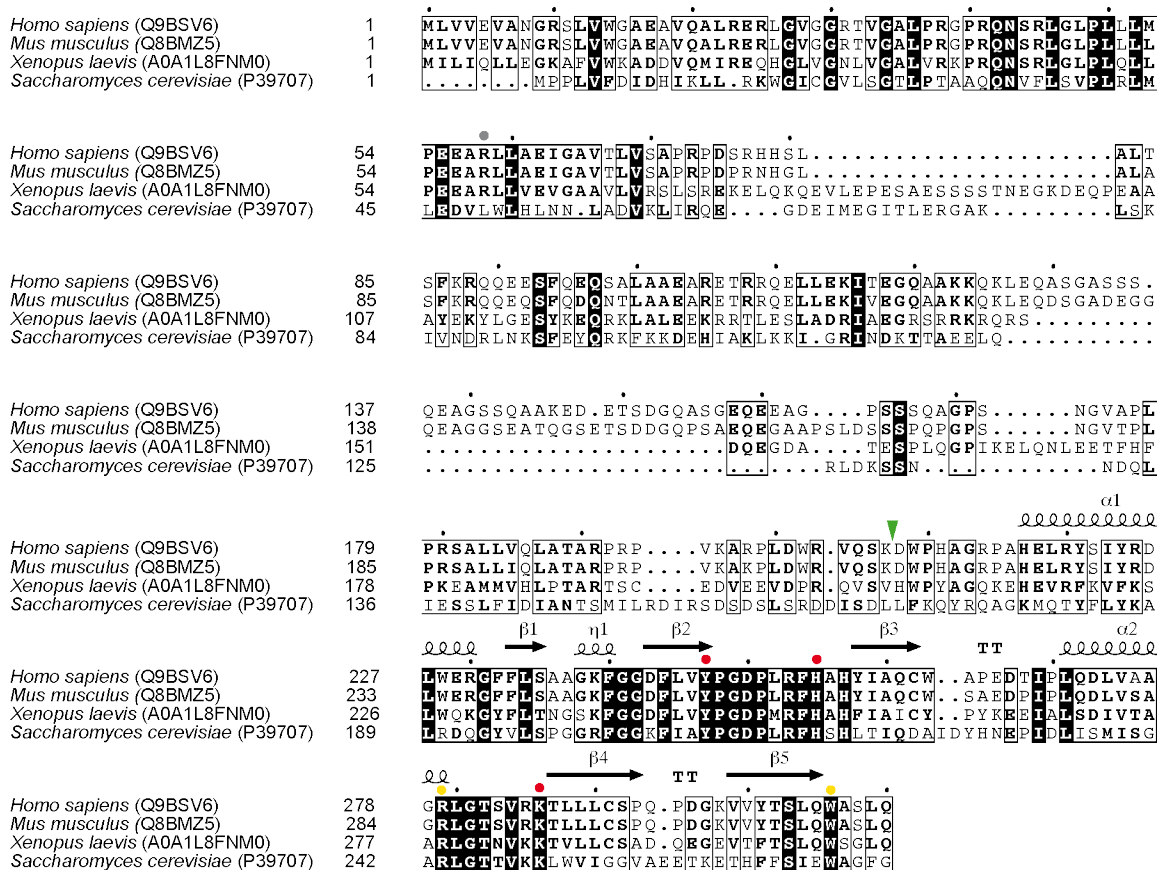 Homo sapiens (Q9BSV6) 1 MLVVEVANGRSLVWGAEAVQALRERLGVGGRTVGALPRGPRQNSRLGLPLLLM
Mus musculus (Q8BMZ5) 1 MLVVEVANGRSLVWGAEAVQALRERLGVGGRTVGALPRGPRQNSRLGLPLLLM
Xenopus laevis (A0A1L8FNM0) 1 MILIQLLEGKAFVWKADDVQMIREQHGLVGNLVGALVRKPRQNSRLGLPLQLL
Saccharomyces cerevisiae (P39707) 1 ........MPPLVFDIDHIKLL.RKWGICGVLSGTLPTAAQQNVFLSVPLRLM
Homo sapiens (Q9BSV6) 54 PEEARLLAEIGAVTLVSAPRPDSRHHSL......................ALT
Mus musculus (Q8BMZ5) 54 PEEARLLAEIGAVTLVSAPRPDPRNHGL......................ALT
Xenopus laevis (A0A1L8FNM0) 54 PEEARLLVEVGAAVLVRSLRSREKELQKQEVLEPESAESSSSTNEGKDEQPEAA
Saccharomyces cerevisiae (P39707) 45 LEDVLWLHLNN.LADVKLIRQE....GDEIMEGITLERGAK.........LSK
Homo sapiens (Q9BSV6) 85 SFKRQQEESFQEQSALAAEARETRRQELLEKITEGQAAKKQKLEQASGASSS.
Mus musculus (Q8BMZ5) 85 SFKRQQEQSFQDQNTLAAEARETRRQELLEKIVEGQAAKKQKLEQDSGADEGG
Xenopus laevis (A0A1L8FNM0) 107 AYEKYLGESYKEQRKLALEEKRRTLESLADRIAEGRSRRKRQRS.........
Saccharomyces cerevisiae (P39707) 84 IVNDRLNKSFEYQRKFKKDEHIAKLKKI.GRINDKTTAEELQ...........
Homo sapiens (Q9BSV6) 137 QEAGSSQAAKED.ETSDGQASGEQEEAG....PSSSQAGPS......NGVAPL
Mus musculus (Q8BMZ5) 138 QEAGGSEATQGSETSDDGQPSAEQEGAAPSLDSSSPQPGPS......NGVTPL
Xenopus laevis (A0A1L8FNM0) 151 ......................DQEGDA....TESPLQGPIKELQNLEETFHF
Saccharomyces cerevisiae (P39707) 125 .............................RLDKSSN.............NDQL
α1
Homo sapiens (Q9BSV6) 179 PRSALLVQLATARPRP....VKARPLDWR.VQSKDWPHAGRPAHELRYSIYRD
Mus musculus (Q8BMZ5) 185 PRSALLIQLATARPRP....VKAKPLDWR.VQSKDWPHAGRPAHELRYSIYRD
Xenopus laevis (A0A1L8FNM0) 178 PKEAMMVHLPTARTSC....EDVEEVDPR.QVSVHWPYAGQKEHEVRFKVFKS
Saccharomyces cerevisiae (P39707) 136 IESSLFIDIANTSMILRDIRSDSDSLSRDDISDLLFKQYRQAGKMQTYFLYKA
β1 η1 β2 β3 TT α2
Homo sapiens (Q9BSV6) 227 LWERGFFLSAAGKFGGDFLVYPGDPLRFHAHYIAQCW..APEDTIPLQDLVAA
Mus musculus (Q8BMZ5) 233 LWERGFFLSAAGKFGGDFLVYPGDPLRFHAHYIAQCW..SAEDPIPLQDLVAA
Xenopus laevis (A0A1L8FNM0) 226 LWQKGYFLTNGSKFGGDFLVYPGDPMRFHAHFIAICY..PYKEEIALSDIVTA
Saccharomyces cerevisiae (P39707) 189 LRDQGYVLSPGGRFGGKFIAYPGDPLRFHSHLTIQDAIDYHNEPIDLISMISG
β4 TT β5
Homo sapiens (Q9BSV6) 278 GRLGTSVRKTLLLCSPQ.PDGKVVYTSLQWASLQ
Mus musculus (Q8BMZ5) 284 GRLGTSVRKTLLLCSPQ.PDGKVVYTSLQWASLQ
Xenopus laevis (A0A1L8FNM0) 277 ARLGTNVKKTVLLCSAD.QEGEVTFTSLQWSGLQ
Saccharomyces cerevisiae (P39707) 242 ARLGTTVKKLWVIGGVAEETKETHFFSIEWAGFG